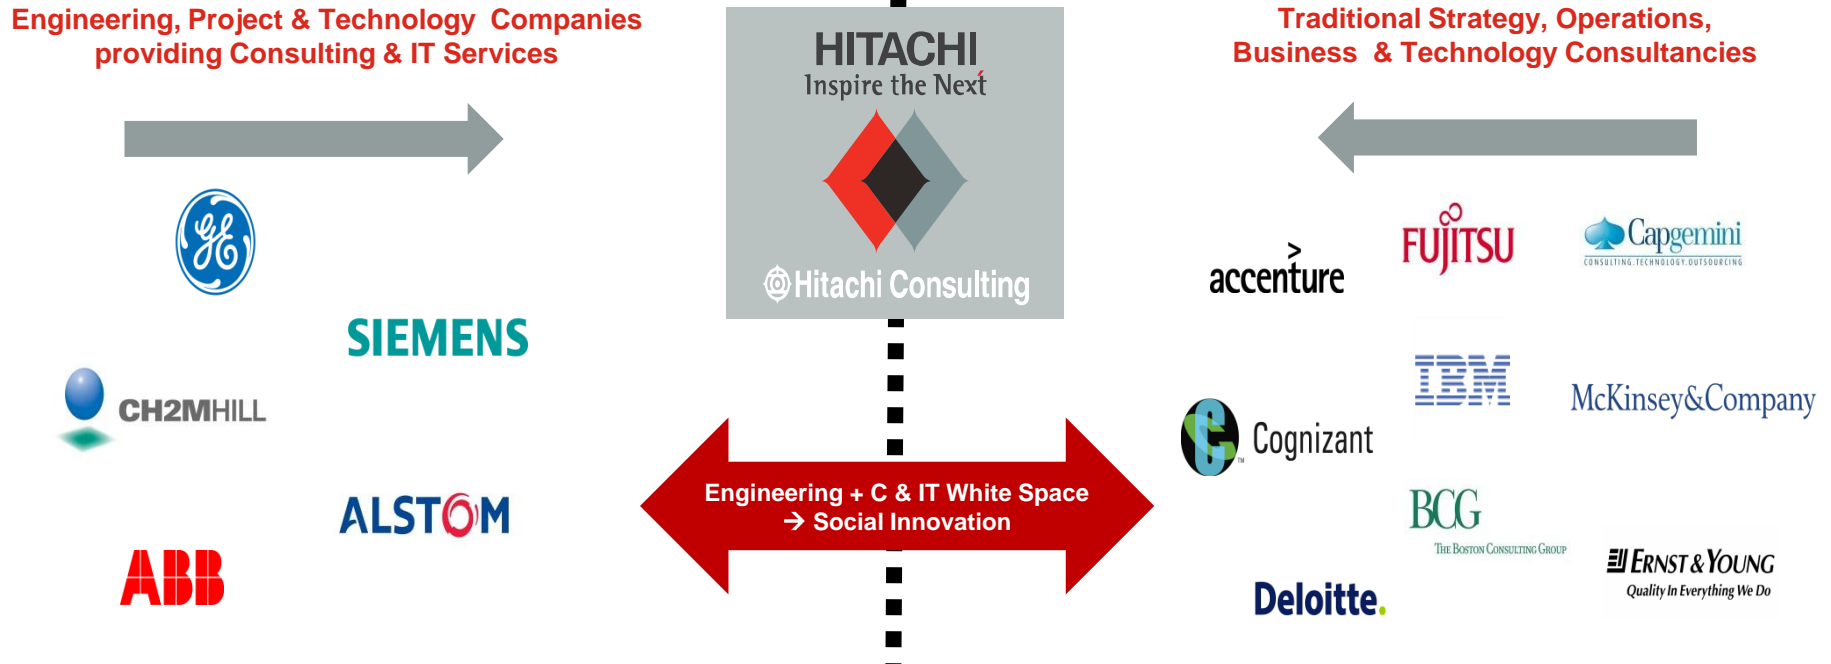 Engineering, Project & Technology Companies
providing Consulting & IT Services
HITACHI
Inspire the Next
Hitachi Consulting
Traditional Strategy, Operations,
Business & Technology Consultancies
GE
SIEMENS
CH2MHILL
ALSTOM
ABB
Engineering + C & IT White Space
→ Social Innovation
>
accenture
FUJITSU
Capgemini
CONSULTING.TECHNOLOGY.OUTSOURCING
IBM
McKinsey&Company
Cognizant
TM
BCG
THE BOSTON CONSULTING GROUP
ERNST & YOUNG
Quality In Everything We Do
Deloitte.